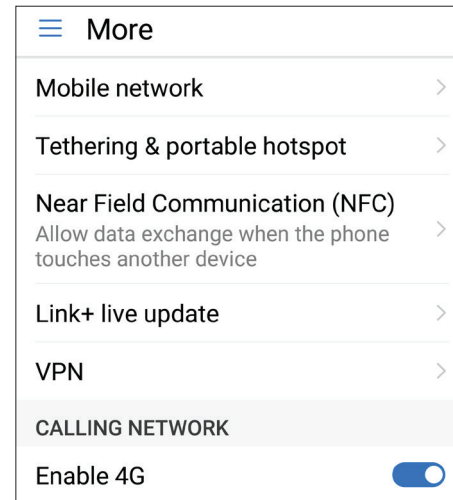 More
Mobile network
Tethering & portable hotspot
Near Field Communication (NFC)
Allow data exchange when the phone
touches another device
Link+ live update
VPN
CALLING NETWORK
Enable 4G